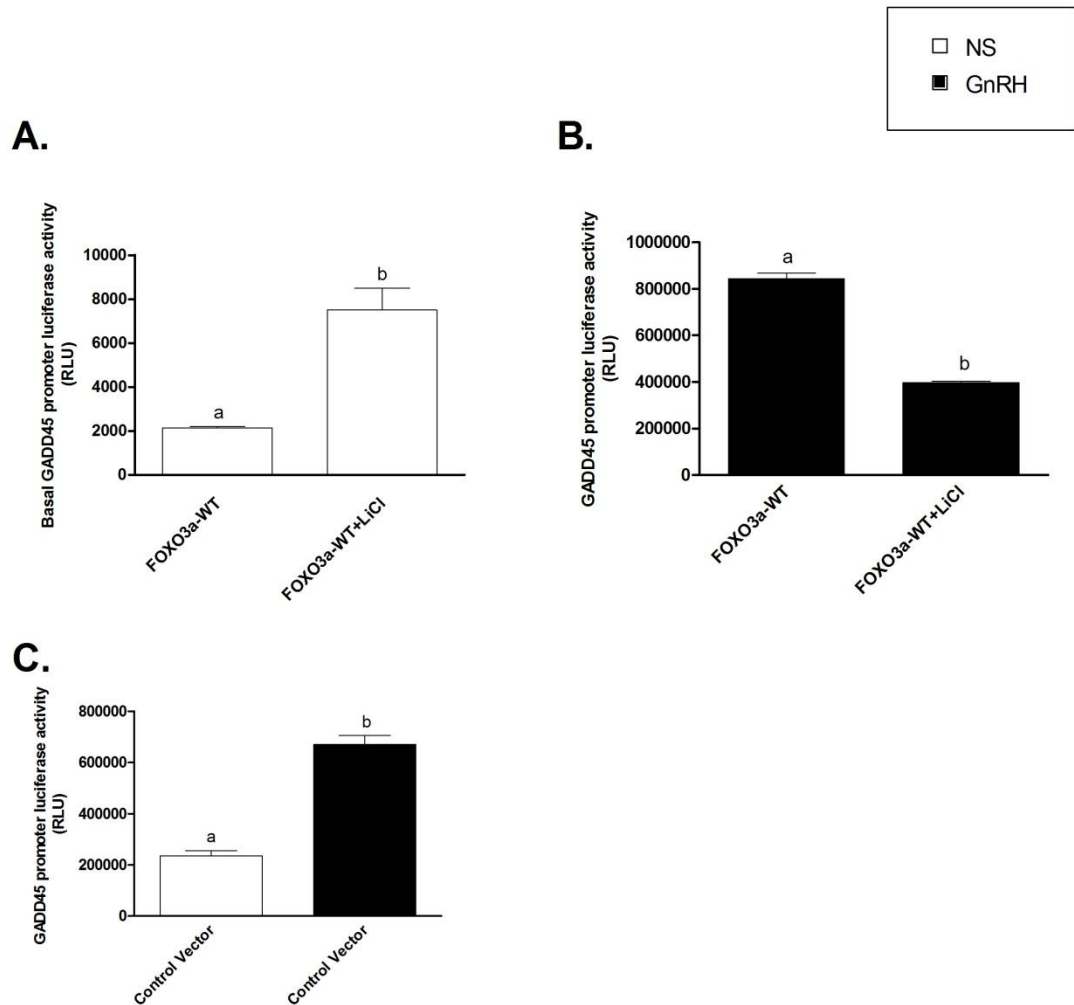 NS
GnRH
A.
Basal GADD45 promoter luciferase activity
(RLU)
10000
8000
6000
4000
2000
0
a
b
FOXO3a-WT
FOXO3a-WT+LiCl
B.
GADD45 promoter luciferase activity
(RLU)
1000000
800000
600000
400000
200000
0
a
b
FOXO3a-WT
FOXO3a-WT+LiCl
C.
GADD45 promoter luciferase activity
(RLU)
800000
600000
400000
200000
0
a
b
Control Vector
Control Vector